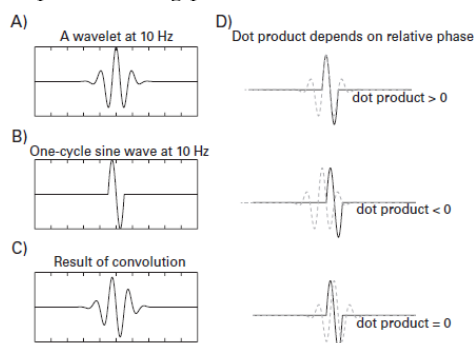 A)
A wavelet at 10 Hz
B)
One-cycle sine wave at 10 Hz
C)
Result of convolution
D)
Dot product depends on relative phase
dot product > 0
dot product < 0
dot product = 0